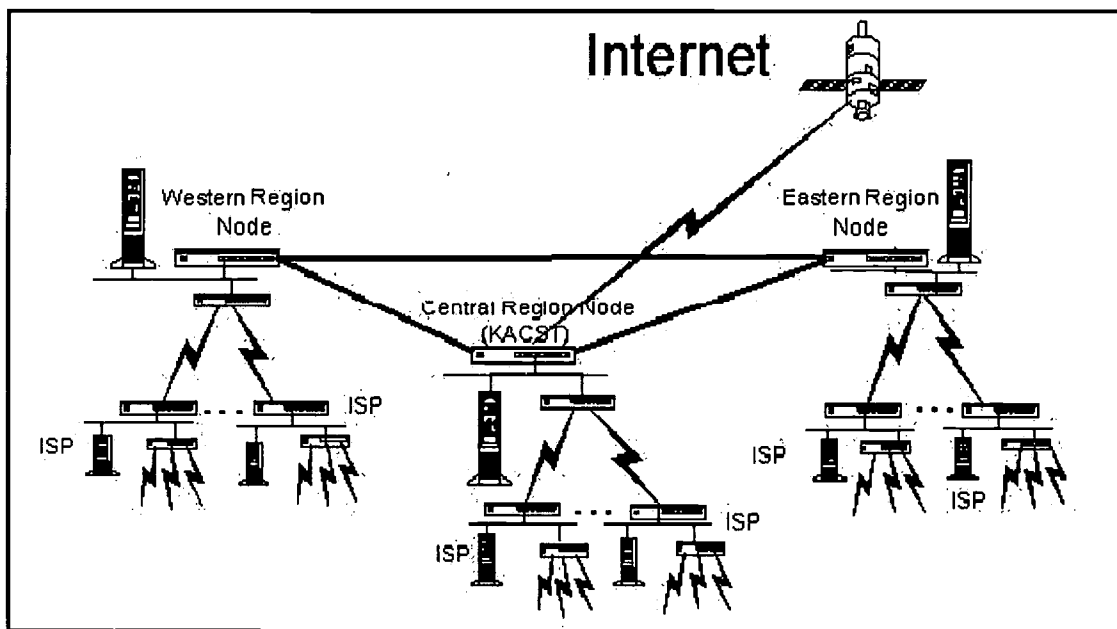 Internet
Western Region
Node
Eastern Region
Node
Central Region Node
(KACST)
ISP
ISP
ISP
ISP
ISP
ISP